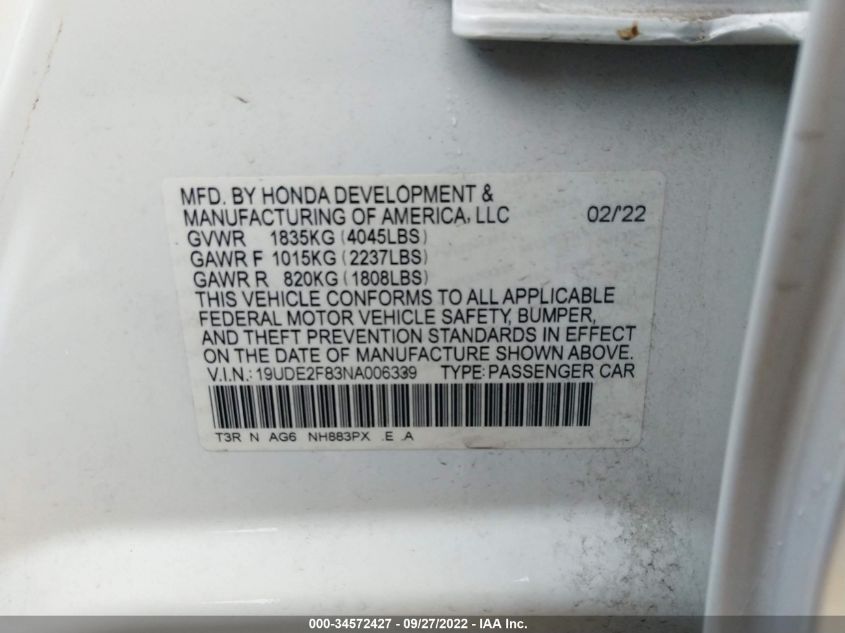 MFD. BY HONDA DEVELOPMENT &
MANUFACTURING OF AMERICA, LLC 02/'22
GVWR 1835KG (4045LBS)
GAWR F 1015KG (2237LBS)
GAWR R 820KG (1808LBS)
THIS VEHICLE CONFORMS TO ALL APPLICABLE
FEDERAL MOTOR VEHICLE SAFETY, BUMPER,
AND THEFT PREVENTION STANDARDS IN EFFECT
ON THE DATE OF MANUFACTURE SHOWN ABOVE.
V.I.N.: 19UDE2F83NA006339 TYPE: PASSENGER CAR
T3R N AG6 NH883PX .E .A
000-34572427 - 09/27/2022 - IAA Inc.